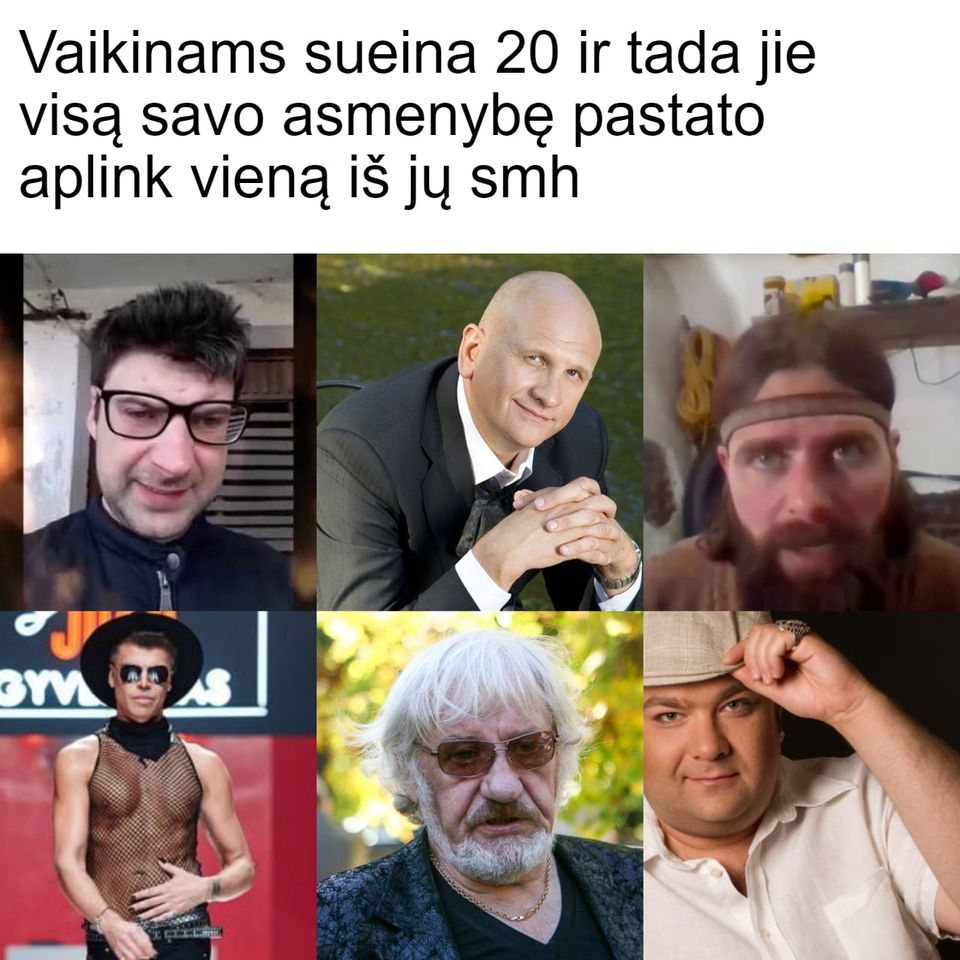 Vaikinams sueina 20 ir tada jie
visą savo asmenybę pastato
aplink vieną iš jų smh